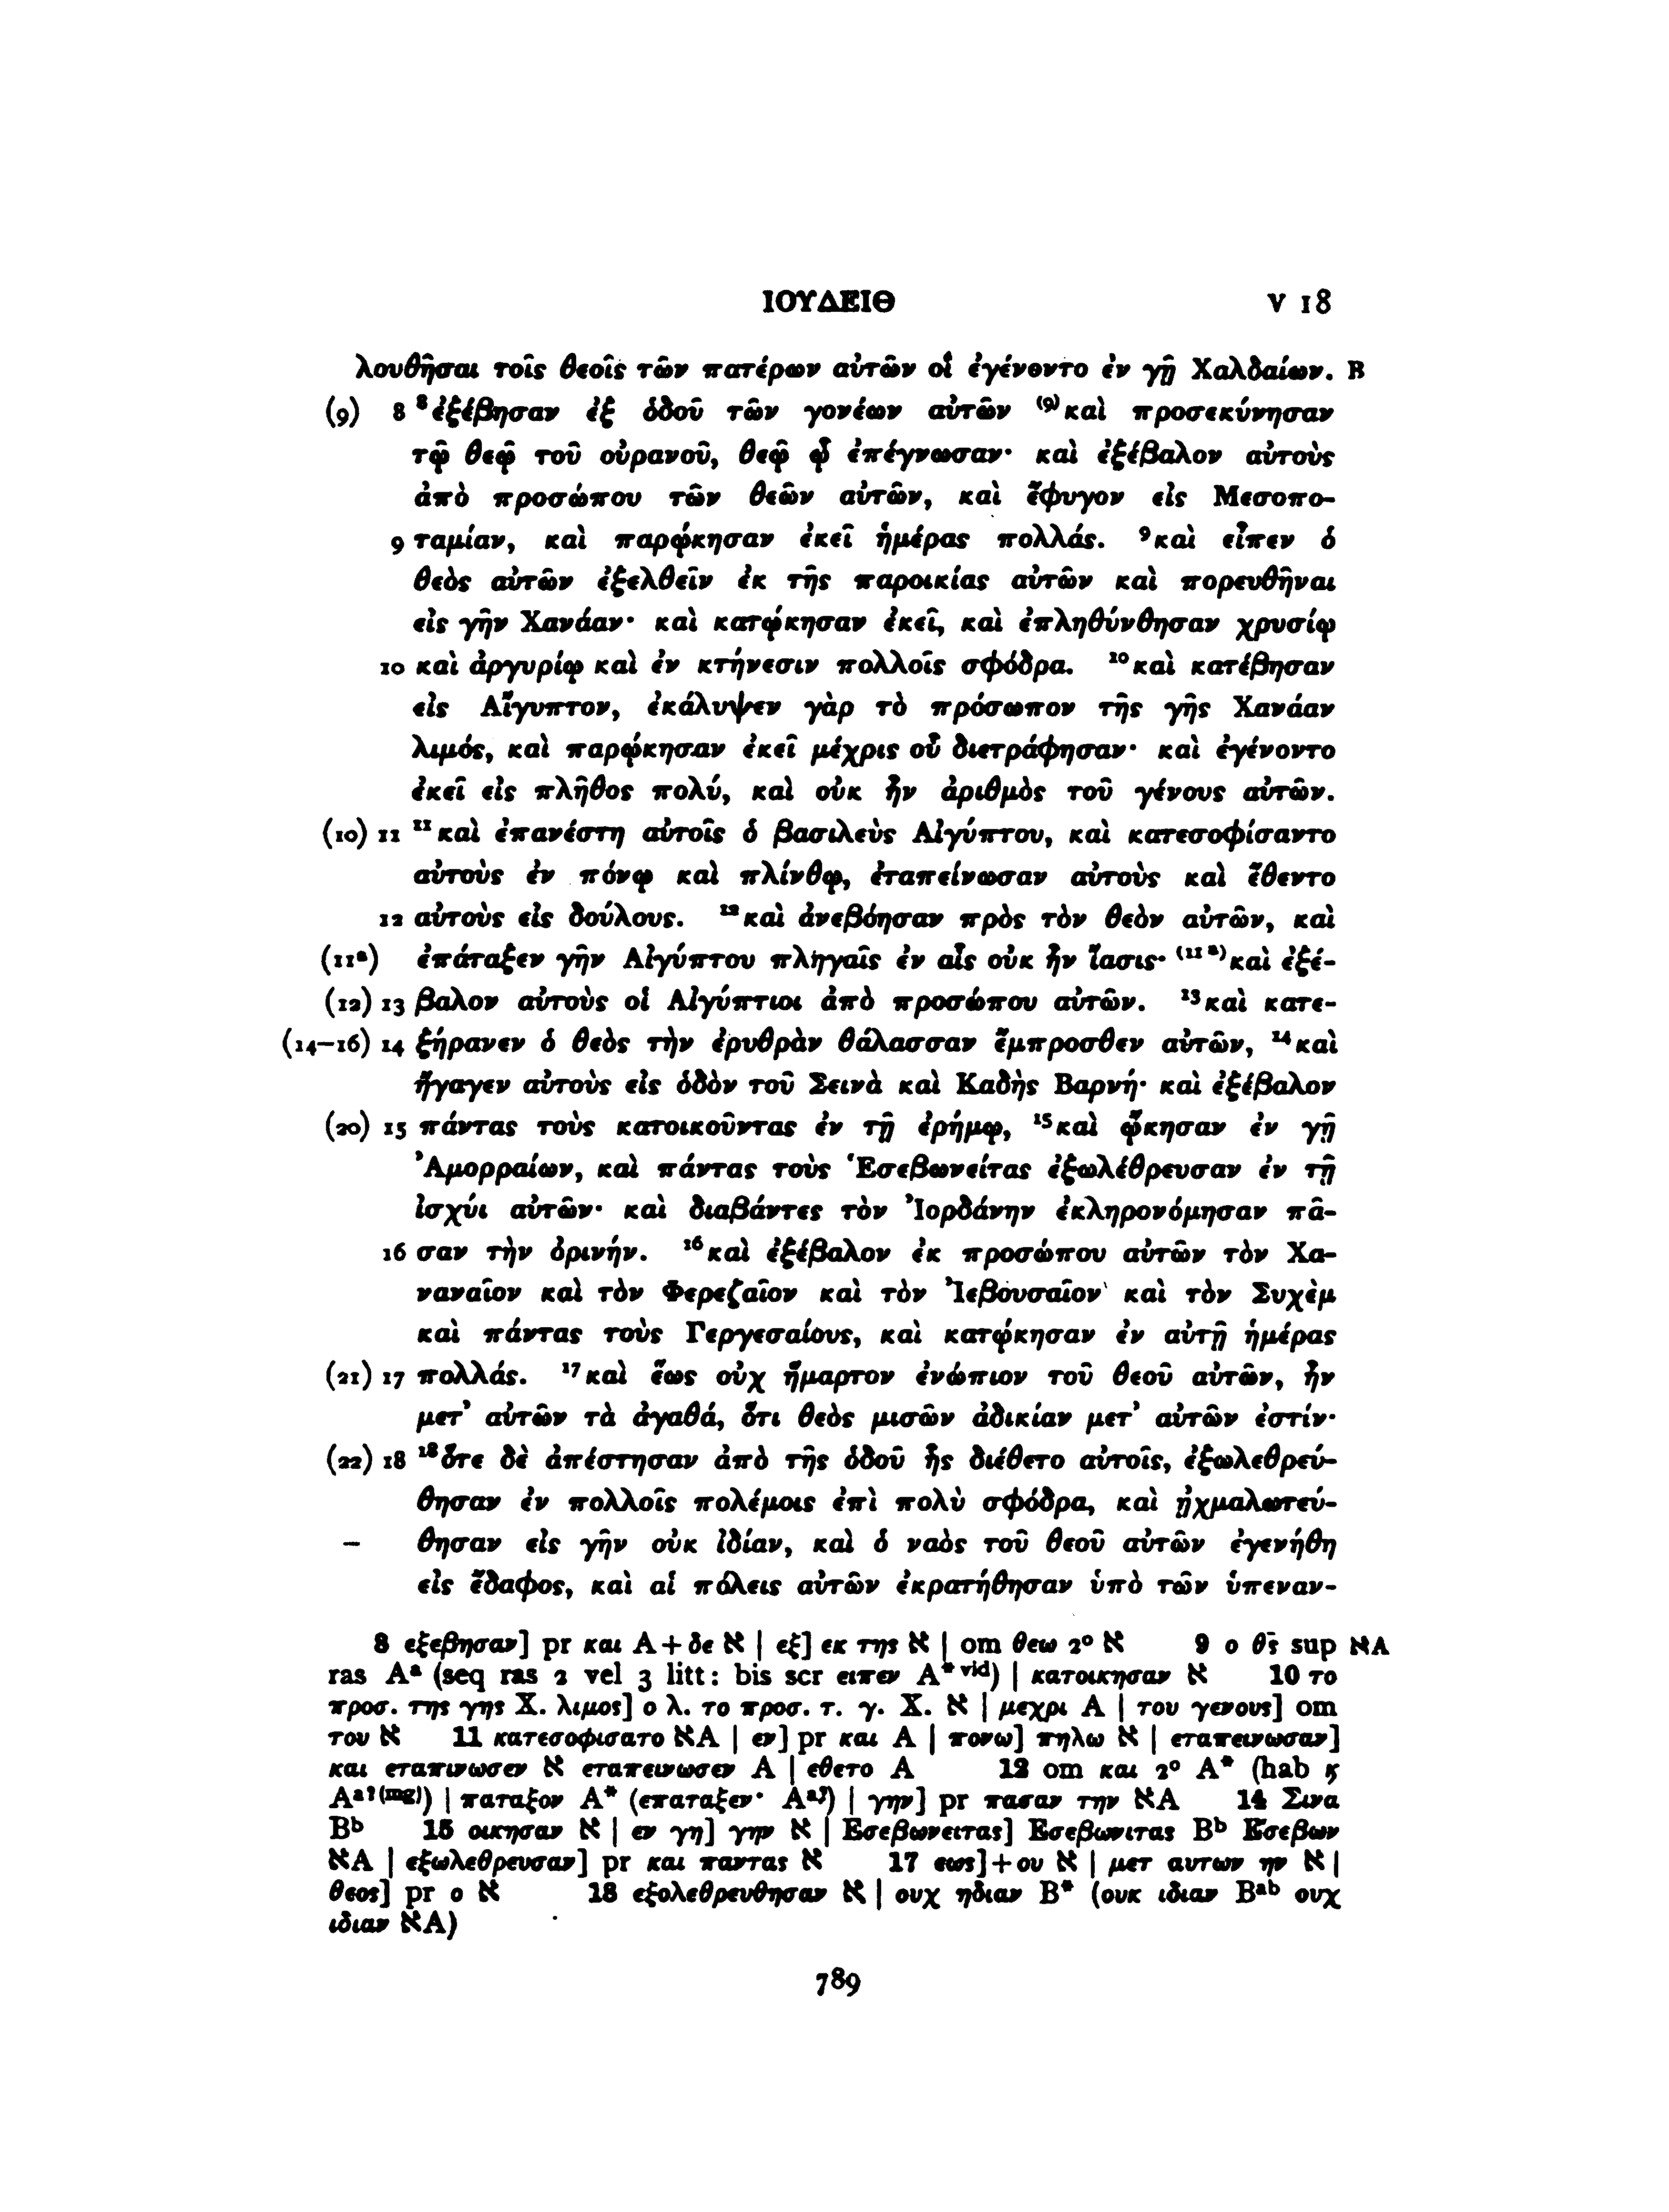 ΙΟΥΔΕΙΘ V 18
λουθῆσαι τοῖς θεοῖς τῶν πατέρων αὐτῶν οἳ ἐγένοντο ἐν γῇ Χαλδαίων. B
(9) 8 ⁸ἐξέβησαν ἐξ ὁδοῦ τῶν γονέων αὐτῶν ⁽⁹⁾καὶ προσεκύνησαν
τῷ θεῷ τοῦ οὐρανοῦ, θεῷ ᾧ ἐπέγνωσαν· καὶ ἐξέβαλον αὐτοὺς
ἀπὸ προσώπου τῶν θεῶν αὐτῶν, καὶ ἔφυγον εἰς Μεσοπο-
9 ταμίαν, καὶ παρῴκησαν ἐκεῖ ἡμέρας πολλάς. ⁹καὶ εἶπεν ὁ
θεὸς αὐτῶν ἐξελθεῖν ἐκ τῆς παροικίας αὐτῶν καὶ πορευθῆναι
εἰς γῆν Χανάαν· καὶ κατῴκησαν ἐκεῖ, καὶ ἐπληθύνθησαν χρυσίῳ
10 καὶ ἀργυρίῳ καὶ ἐν κτήνεσιν πολλοῖς σφόδρα. ¹⁰καὶ κατέβησαν
εἰς Αἴγυπτον, ἐκάλυψεν γὰρ τὸ πρόσωπον τῆς γῆς Χανάαν
λιμός, καὶ παρῴκησαν ἐκεῖ μέχρις οὗ διετράφησαν· καὶ ἐγένοντο
ἐκεῖ εἰς πλῆθος πολύ, καὶ οὐκ ἦν ἀριθμὸς τοῦ γένους αὐτῶν.
(10) 11 ¹¹καὶ ἐπανέστη αὐτοῖς ὁ βασιλεὺς Αἰγύπτου, καὶ κατεσοφίσαντο
αὐτοὺς ἐν πόνῳ καὶ πλίνθῳ, ἐταπείνωσαν αὐτοὺς καὶ ἔθεντο
12 αὐτοὺς εἰς δούλους. ¹²καὶ ἀνεβόησαν πρὸς τὸν θεὸν αὐτῶν, καὶ
(11ᵃ) ἐπάταξεν γῆν Αἰγύπτου πληγαῖς ἐν αἷς οὐκ ἦν ἴασις· ⁽¹¹ᵃ⁾καὶ ἐξέ-
(12) 13 βαλον αὐτοὺς οἱ Αἰγύπτιοι ἀπὸ προσώπου αὐτῶν. ¹³καὶ κατε-
(14–16) 14 ξήρανεν ὁ θεὸς τὴν ἐρυθρὰν θάλασσαν ἔμπροσθεν αὐτῶν, ¹⁴καὶ
ἤγαγεν αὐτοὺς εἰς ὁδὸν τοῦ Σεινὰ καὶ Καδὴς Βαρνή· καὶ ἐξέβαλον
(20) 15 πάντας τοὺς κατοικοῦντας ἐν τῇ ἐρήμῳ, ¹⁵καὶ ᾤκησαν ἐν γῇ
Ἀμορραίων, καὶ πάντας τοὺς Ἑσεβωνείτας ἐξωλέθρευσαν ἐν τῇ
ἰσχύι αὐτῶν· καὶ διαβάντες τὸν Ἰορδάνην ἐκληρονόμησαν πᾶ-
16 σαν τὴν ὀρινήν. ¹⁶καὶ ἐξέβαλον ἐκ προσώπου αὐτῶν τὸν Χα-
ναναῖον καὶ τὸν Φερεζαῖον καὶ τὸν Ἰεβουσαῖον καὶ τὸν Συχὲμ
καὶ πάντας τοὺς Γεργεσαίους, καὶ κατῴκησαν ἐν αὐτῇ ἡμέρας
(21) 17 πολλάς. ¹⁷καὶ ἕως οὐχ ἥμαρτον ἐνώπιον τοῦ θεοῦ αὐτῶν, ἦν
μετ᾽ αὐτῶν τὰ ἀγαθά, ὅτι θεὸς μισῶν ἀδικίαν μετ᾽ αὐτῶν ἐστίν·
(22) 18 ¹⁸ὅτε δὲ ἀπέστησαν ἀπὸ τῆς ὁδοῦ ἧς διέθετο αὐτοῖς, ἐξωλεθρεύ-
θησαν ἐν πολλοῖς πολέμοις ἐπὶ πολὺ σφόδρα, καὶ ᾐχμαλωτεύ-
– θησαν εἰς γῆν οὐκ ἰδίαν, καὶ ὁ ναὸς τοῦ θεοῦ αὐτῶν ἐγενήθη
εἰς ἔδαφος, καὶ αἱ πόλεις αὐτῶν ἐκρατήθησαν ὑπὸ τῶν ὑπεναν-
8 εξεβησαν] pr και A + δε א | εξ] εκ της א | om θεω 2° א 9 ο θ̅ς̅ sup אA
ras Aᵃ (seq ras 2 vel 3 litt: bis scr ειπεν A*ᵛⁱᵈ) | κατοικησαν א 10 το
προσ. της γης Χ. λιμος] ο λ. το προσ. τ. γ. Χ. א | μεχρι A | του γενους] om
του א 11 κατεσοφισατο אA | εν] pr και A | πονω] πηλω א | εταπεινωσαν]
και εταπινωσεν א εταπεινωσεν A | εθετο A 12 om και 2° A* (hab ϗ
Aᵃ?⁽ᵐᵍ⁾) | παταξον A* (επαταξεν· Aᵃ?) | γην] pr πασαν την אA 14 Σινα
Bᵇ 15 οικησαν א | εν γη] γην א | Εσεβωνειτας] Εσεβωνιτας Bᵇ Εσεβων
אA | εξωλεθρευσαν] pr και παντας א 17 εως] + ου א | μετ αυτων ην א |
θεος] pr ο א 18 εξολεθρευθησαν א | ουχ ηδιαν B* (ουκ ιδιαν Bᵃᵇ ουχ
ιδιαν אA)
789